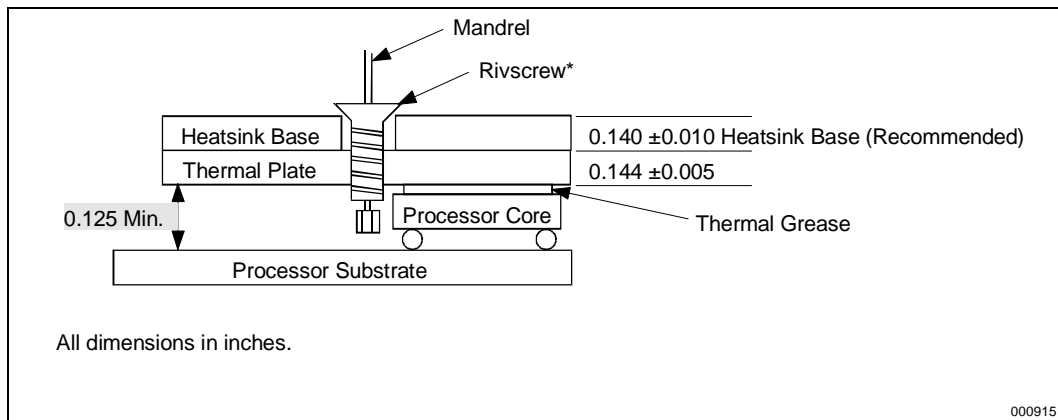 Mandrel
Rivscrew*
Heatsink Base
0.140 ±0.010 Heatsink Base (Recommended)
Thermal Plate
0.144 ±0.005
0.125 Min.
Processor Core
Thermal Grease
Processor Substrate
All dimensions in inches.
000915